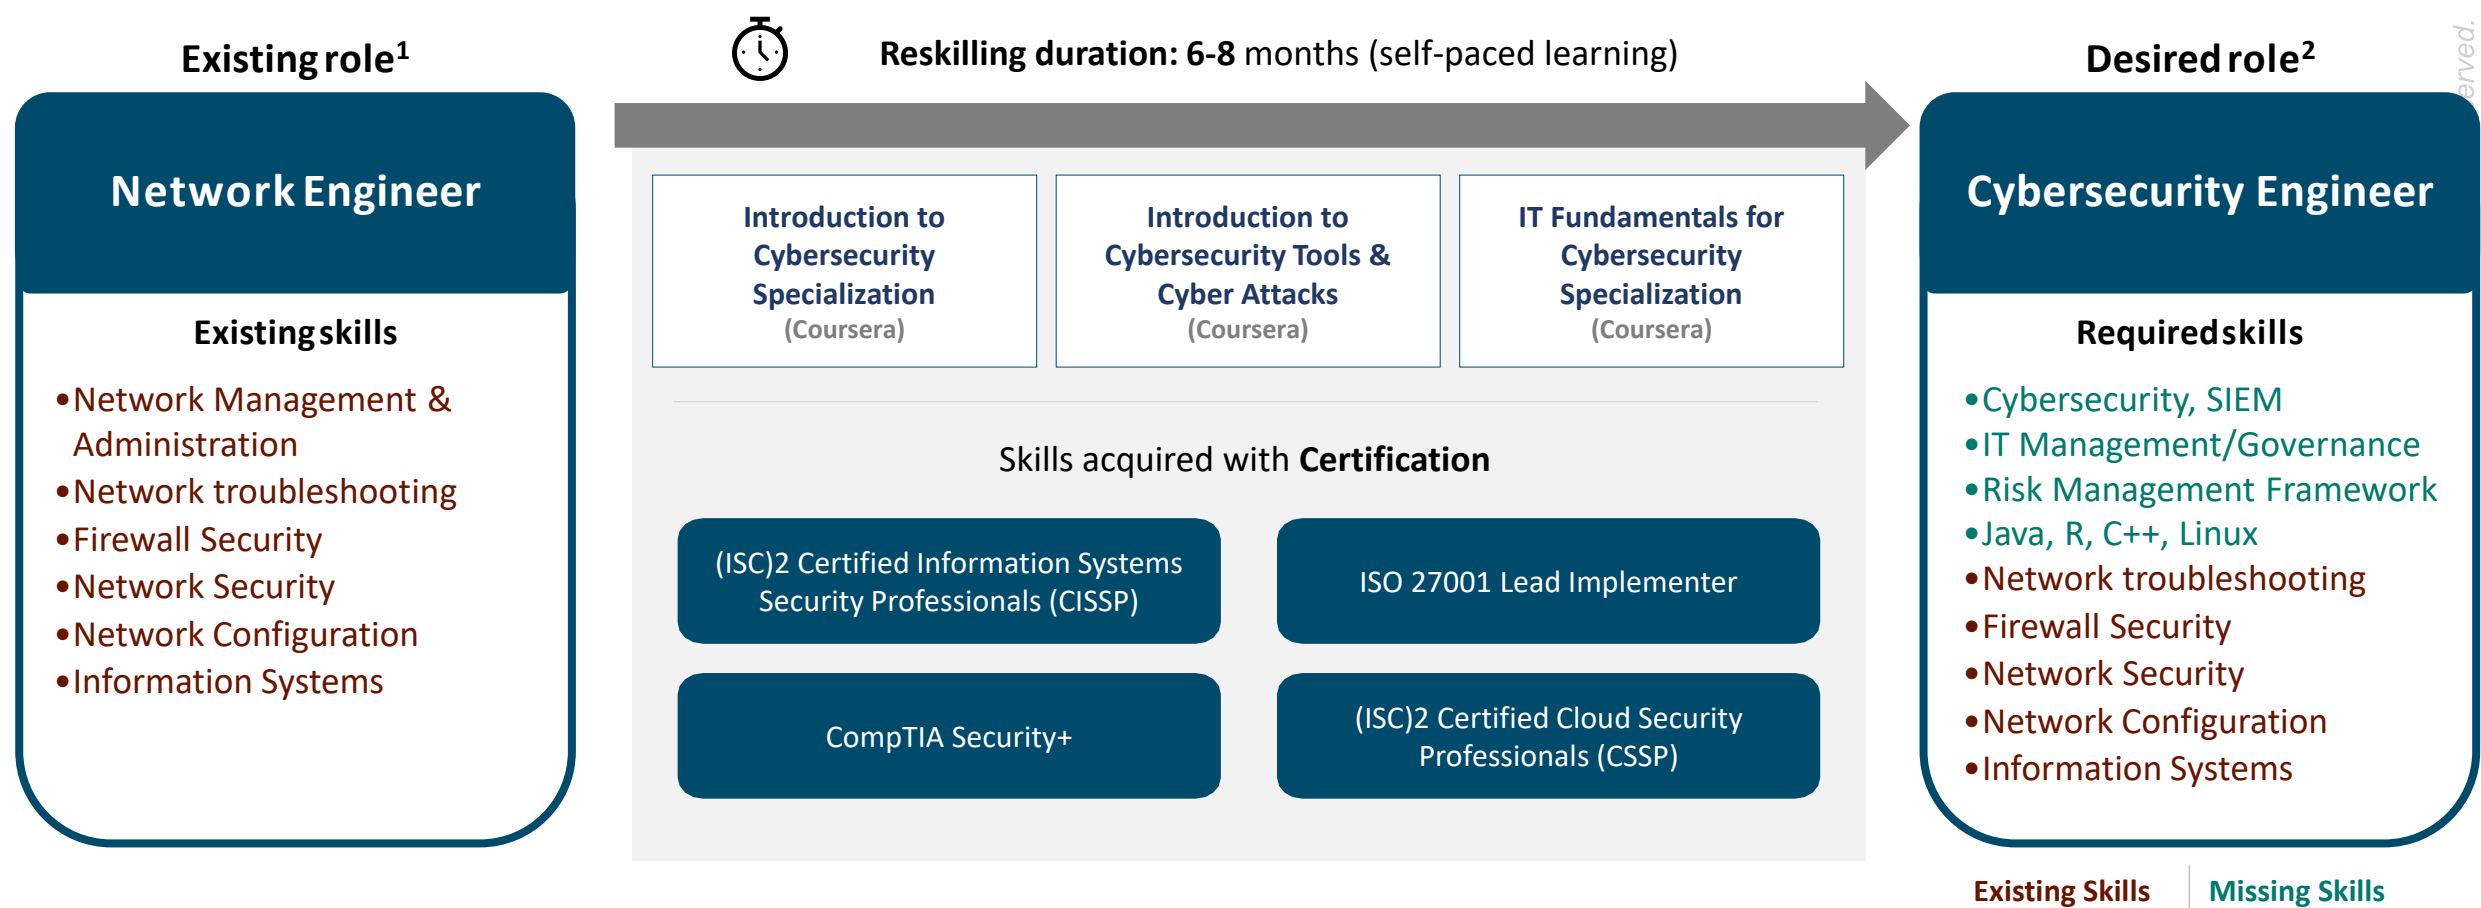 Existing role1
Reskilling duration: 6-8 months (self-paced learning)
Desired role2
erved.
Network Engineer
Existing skills
•Network Management &
Administration
•Network troubleshooting
•Firewall Security
•Network Security
•Network Configuration
•Information Systems
Introduction to
Cybersecurity
Specialization
(Coursera)
Introduction to
Cybersecurity Tools &
Cyber Attacks
(Coursera)
IT Fundamentals for
Cybersecurity
Specialization
(Coursera)
Skills acquired with Certification
(ISC)2 Certified Information Systems
Security Professionals (CISSP)
ISO 27001 Lead Implementer
CompTIA Security+
(ISC)2 Certified Cloud Security
Professionals (CSSP)
Cybersecurity Engineer
Required skills
•Cybersecurity, SIEM
•IT Management/Governance
•Risk Management Framework
•Java, R, C++, Linux
•Network troubleshooting
•Firewall Security
•Network Security
•Network Configuration
•Information Systems
Existing Skills
Missing Skills